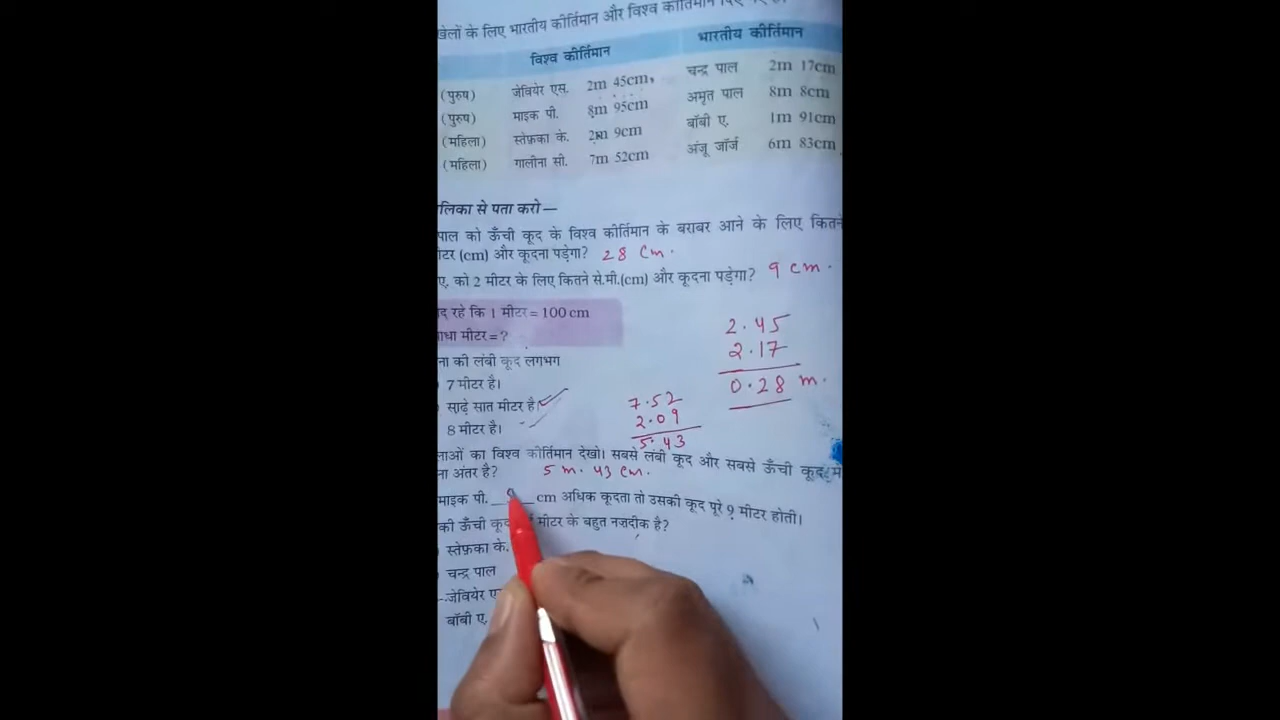 खेलों के लिए भारतीय कीर्तिमान और विश्व कीर्तिमान दिए
विश्व कीर्तिमान भारतीय कीर्तिमान
(पुरुष) जेवियेर एस. 2m 45cm, चन्द्र पाल 2m 17cm
(पुरुष) माइक पी. 8m 95cm अमृत पाल 8m 8cm
(महिला) स्तेफ़का के. 2m 9cm बॉबी ए. 1m 91cm
(महिला) गालीना सी. 7m 52cm अंजू जॉर्ज 6m 83cm
लिका से पता करो—
पाल को ऊँची कूद के विश्व कीर्तिमान के बराबर आने के लिए कितने
टर (cm) और कूदना पड़ेगा? 28 cm.
ए. को 2 मीटर के लिए कितने से.मी.(cm) और कूदना पड़ेगा? 9 cm.
द रहे कि 1 मीटर = 100 cm
धा मीटर = ?
2.45
2.17
0.28 m.
ना की लंबी कूद लगभग
7 मीटर है।
साढ़े सात मीटर है।
8 मीटर है।
7.52
2.09
5.43
लाओं का विश्व कीर्तिमान देखो। सबसे लंबी कूद और सबसे ऊँची कूद में
ना अंतर है? 5 m. 43 cm.
माइक पी. ____ cm अधिक कूदता तो उसकी कूद पूरे 9 मीटर होती।
की ऊँची कूद मीटर के बहुत नज़दीक है?
स्तेफ़का के.
चन्द्र पाल
जेवियेर ए
बॉबी ए.